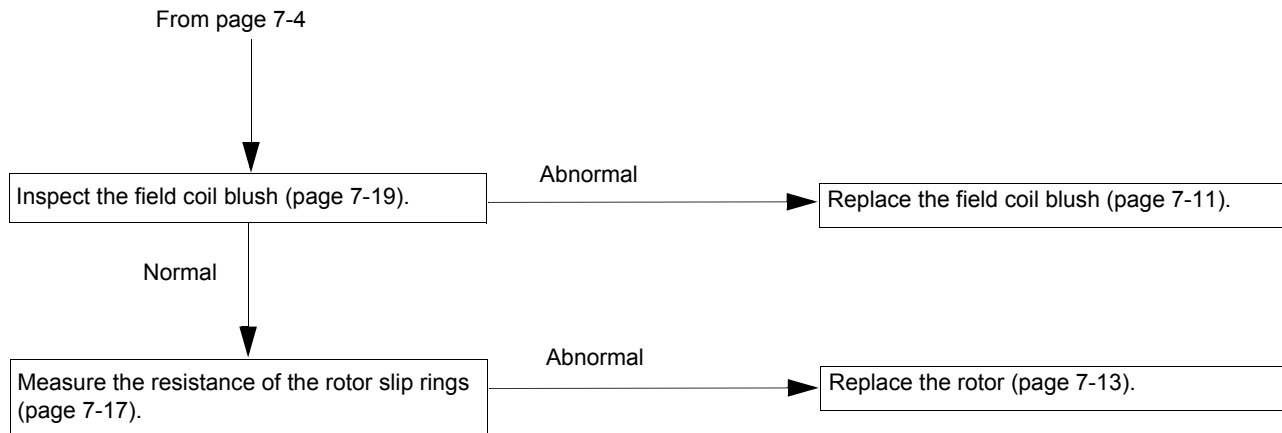 From page 7-4
Inspect the field coil blush (page 7-19).
Abnormal
Replace the field coil blush (page 7-11).
Normal
Measure the resistance of the rotor slip rings
(page 7-17).
Abnormal
Replace the rotor (page 7-13).